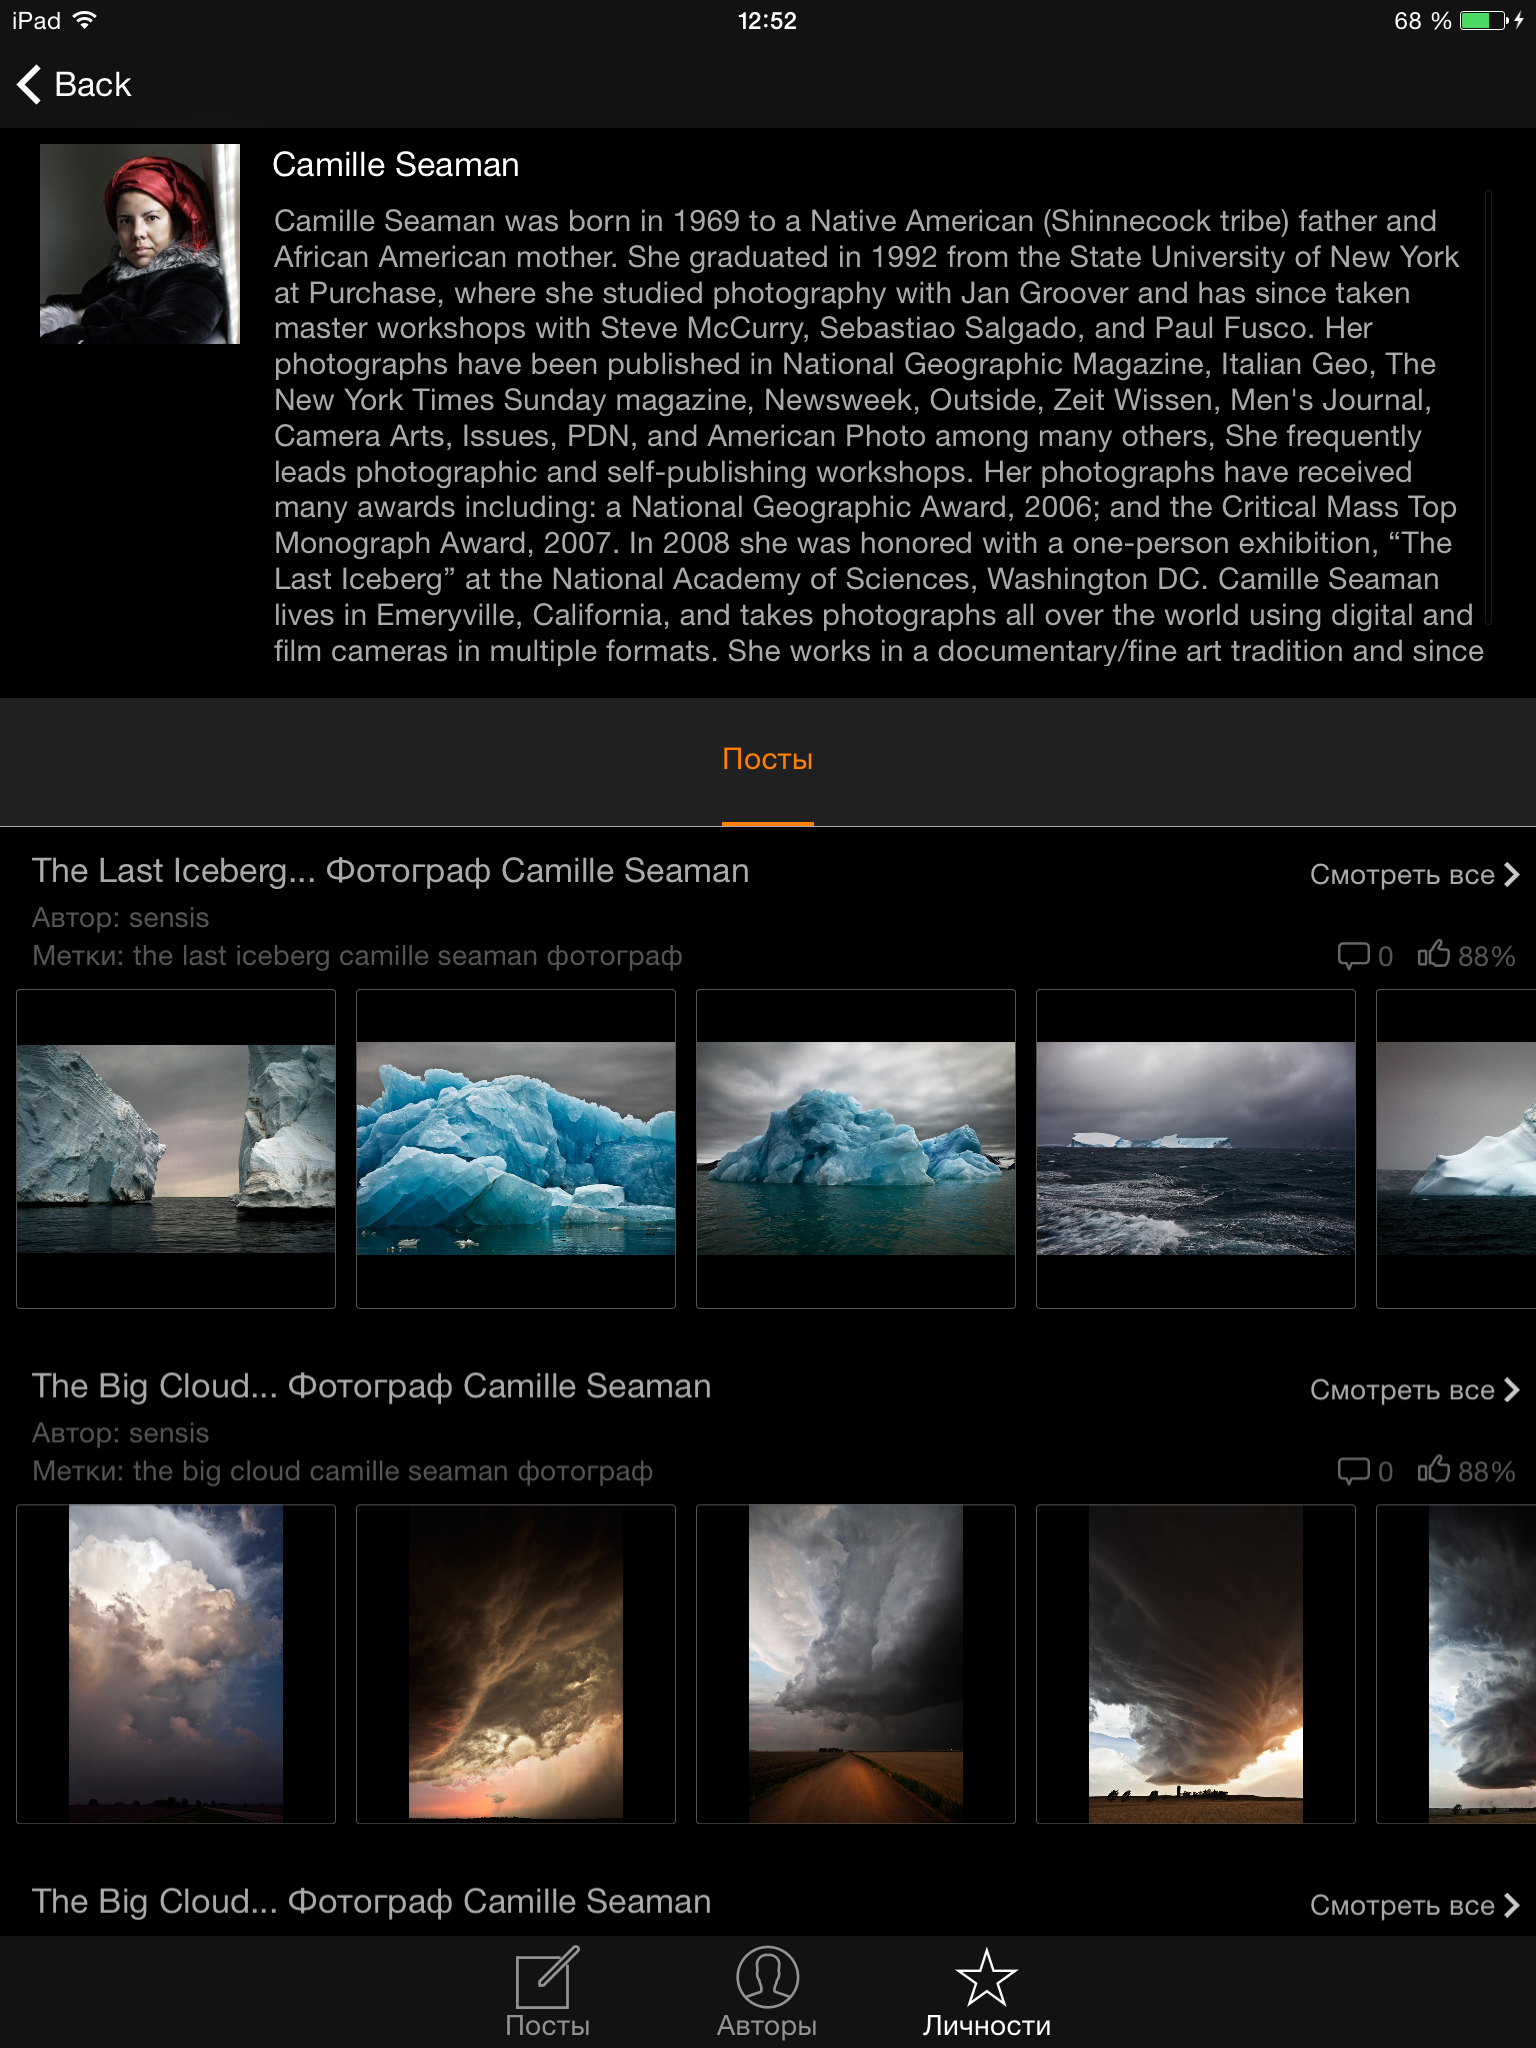 iPad 12:52 68 %
Back
Camille Seaman
Camille Seaman was born in 1969 to a Native American (Shinnecock tribe) father and
African American mother. She graduated in 1992 from the State University of New York
at Purchase, where she studied photography with Jan Groover and has since taken
master workshops with Steve McCurry, Sebastiao Salgado, and Paul Fusco. Her
photographs have been published in National Geographic Magazine, Italian Geo, The
New York Times Sunday magazine, Newsweek, Outside, Zeit Wissen, Men's Journal,
Camera Arts, Issues, PDN, and American Photo among many others, She frequently
leads photographic and self-publishing workshops. Her photographs have received
many awards including: a National Geographic Award, 2006; and the Critical Mass Top
Monograph Award, 2007. In 2008 she was honored with a one-person exhibition, “The
Last Iceberg” at the National Academy of Sciences, Washington DC. Camille Seaman
lives in Emeryville, California, and takes photographs all over the world using digital and
film cameras in multiple formats. She works in a documentary/fine art tradition and since
Посты
The Last Iceberg... Фотограф Camille Seaman
Смотреть все
Автор: sensis
Метки: the last iceberg camille seaman фотограф
0 88%
The Big Cloud... Фотограф Camille Seaman
Смотреть все
Автор: sensis
Метки: the big cloud camille seaman фотограф
0 88%
The Big Cloud... Фотограф Camille Seaman
Смотреть все
Посты Авторы Личности